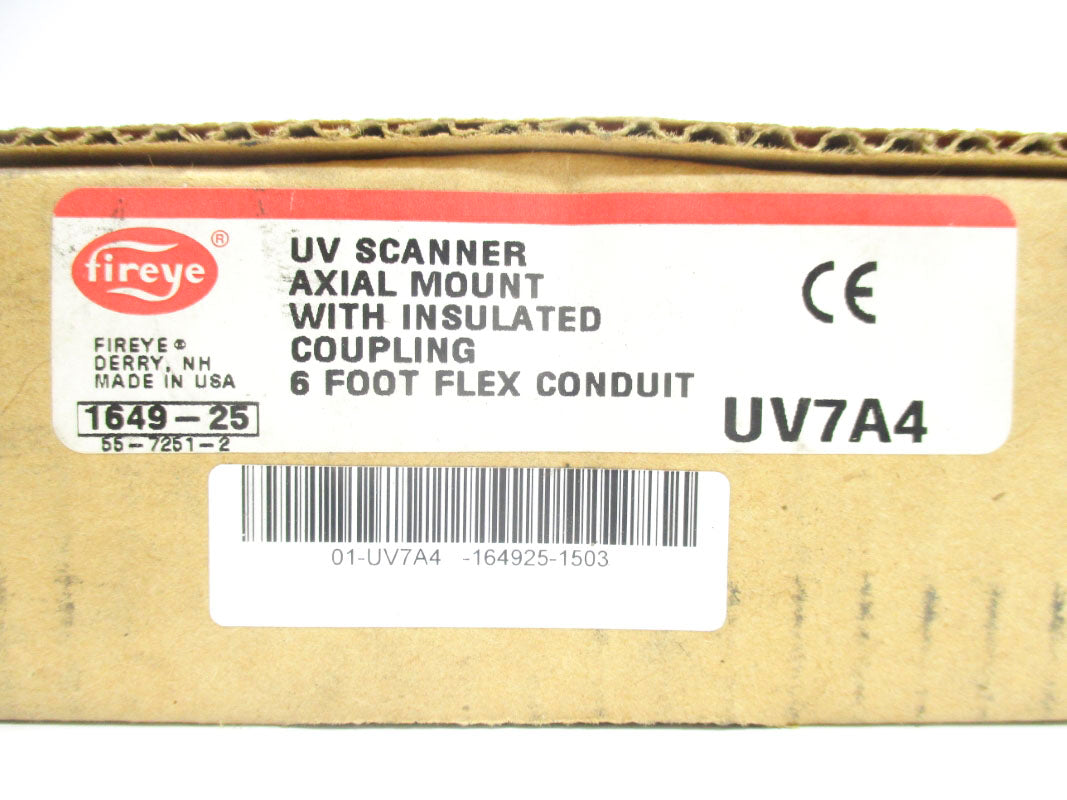 fireye ®
FIREYE ®
DERRY, NH
MADE IN USA
1649-25
55-7251-2
UV SCANNER
AXIAL MOUNT
WITH INSULATED
COUPLING
6 FOOT FLEX CONDUIT
CE
UV7A4
01-UV7A4 -164925-1503